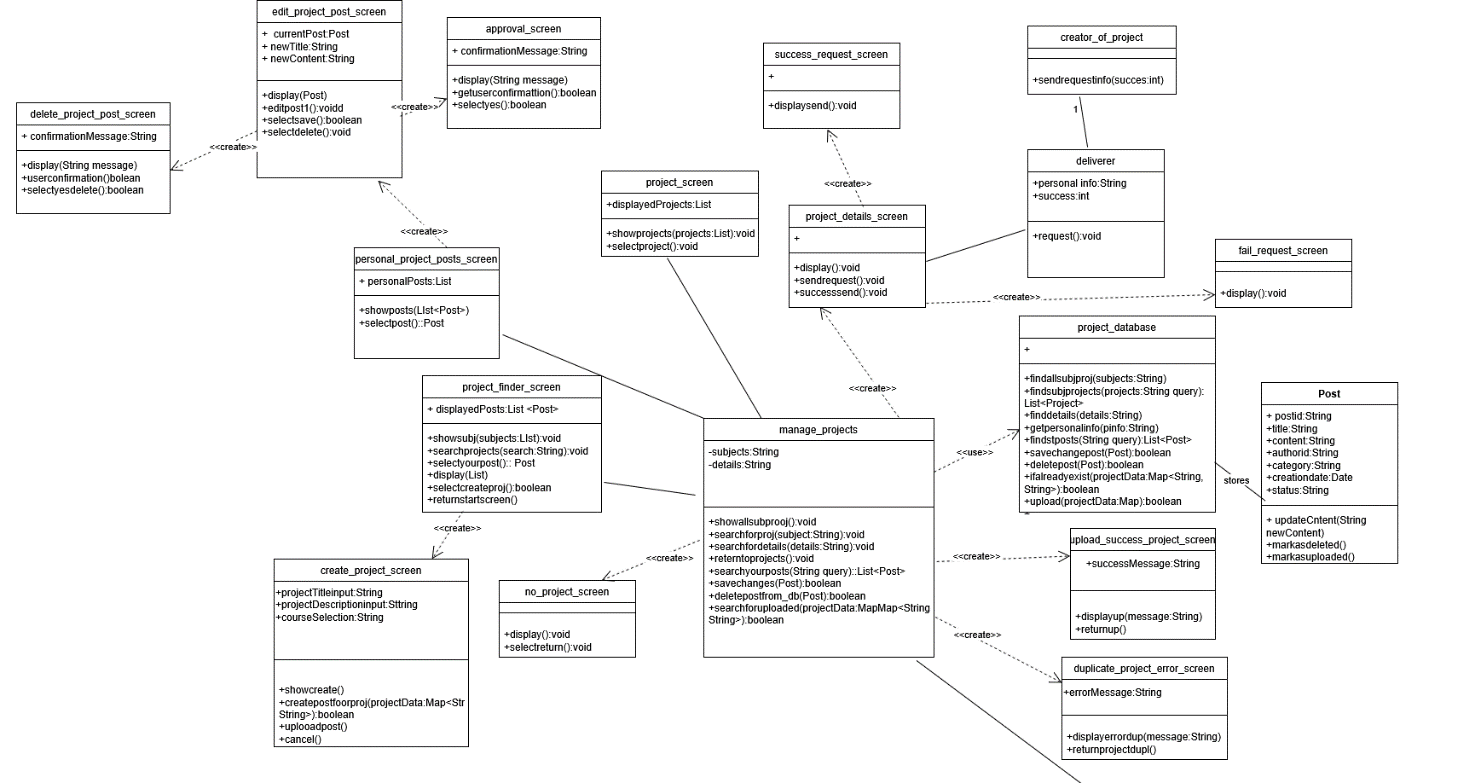 edit_project_post_screen
+  currentPost:Post
+ newTitle:String
+ newContent:String
+display(Post)
+editpost1():voidd
+selectsave():boolean
+selectdelete():void
approval_screen
+ confirmationMessage:String
+display(String message)
+getuserconfirmattion():boolean
+selectyes():boolean
<<create>>
delete_project_post_screen
+ confirmationMessage:String
+display(String message)
+userconfirmation()bolean
+selectyesdelete():boolean
<<create>>
success_request_screen
+
+displaysend():void
creator_of_project
+sendrequestinfo(succes:int)
1
deliverer
+personal info:String
+success:int
+request():void
<<create>>
project_screen
+displayedProjects:List
+showprojects(projects:List):void
+selectproject():void
project_details_screen
+
+display():void
+sendrequest():void
+successsend():void
<<create>>
fail_request_screen
+display():void
<<create>>
personal_project_posts_screen
+ personalPosts:List
+showposts(LIst<Post>)
+selectpost()::Post
<<create>>
project_database
+
+findallsubjproj(subjects:String)
+findsubjprojects(projects:String query):
List<Project>
+finddetails(details:String)
+getpersonalinfo(pinfo:String)
+findstposts(String query):List<Post>
+savechangepost(Post):boolean
+deletepost(Post):boolean
+ifalreadyexist(projectData:Map<String,
String>):boolean
+upload(projectData:Map):boolean
stores
Post
+ postid:String
+title:String
+content:String
+authorid:String
+category:String
+creationdate:Date
+status:String
+ updateCntent(String
newContent)
+markasdeleted()
+markasuploaded()
project_finder_screen
+ displayedPosts:List <Post>
+showsubj(subjects:LIst):void
+searchprojects(search:String):void
+selectyourpost():: Post
+display(List)
+selectcreateproj():boolean
+returnstartscreen()
<<create>>
manage_projects
-subjects:String
-details:String
+showallsubprooj():void
+searchforproj(subject:String):void
+searchfordetails(details:String):void
+reterntoprojects():void
+searchyourposts(String query)::List<Post>
+savechanges(Post):boolean
+deletepostfrom_db(Post):boolean
+searchforuploaded(projectData:MapMap<String
String>):boolean
<<use>>
<<create>>
create_project_screen
+projectTitleinput:String
+projectDescriptioninput:Sttring
+courseSelection:String
+showcreate()
+createpostfoorproj(projectData:Map<Str
String>):boolean
+uplooadpost()
+cancel()
no_project_screen
+display():void
+selectreturn():void
<<create>>
upload_success_project_screen
+successMessage:String
+displayup(message:String)
+returnup()
<<create>>
duplicate_project_error_screen
+errorMessage:String
+displayerrordup(message:String)
+returnprojectdupl()